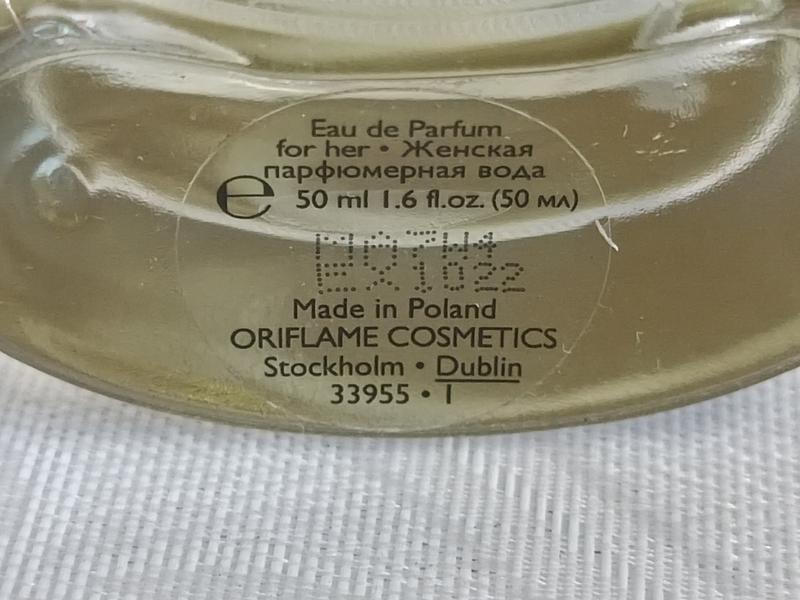 Eau de Parfum
for her • Женская
парфюмерная вода
e 50 ml 1.6 fl.oz. (50 мл)
EX1022
Made in Poland
ORIFLAME COSMETICS
Stockholm • Dublin
33955 • I